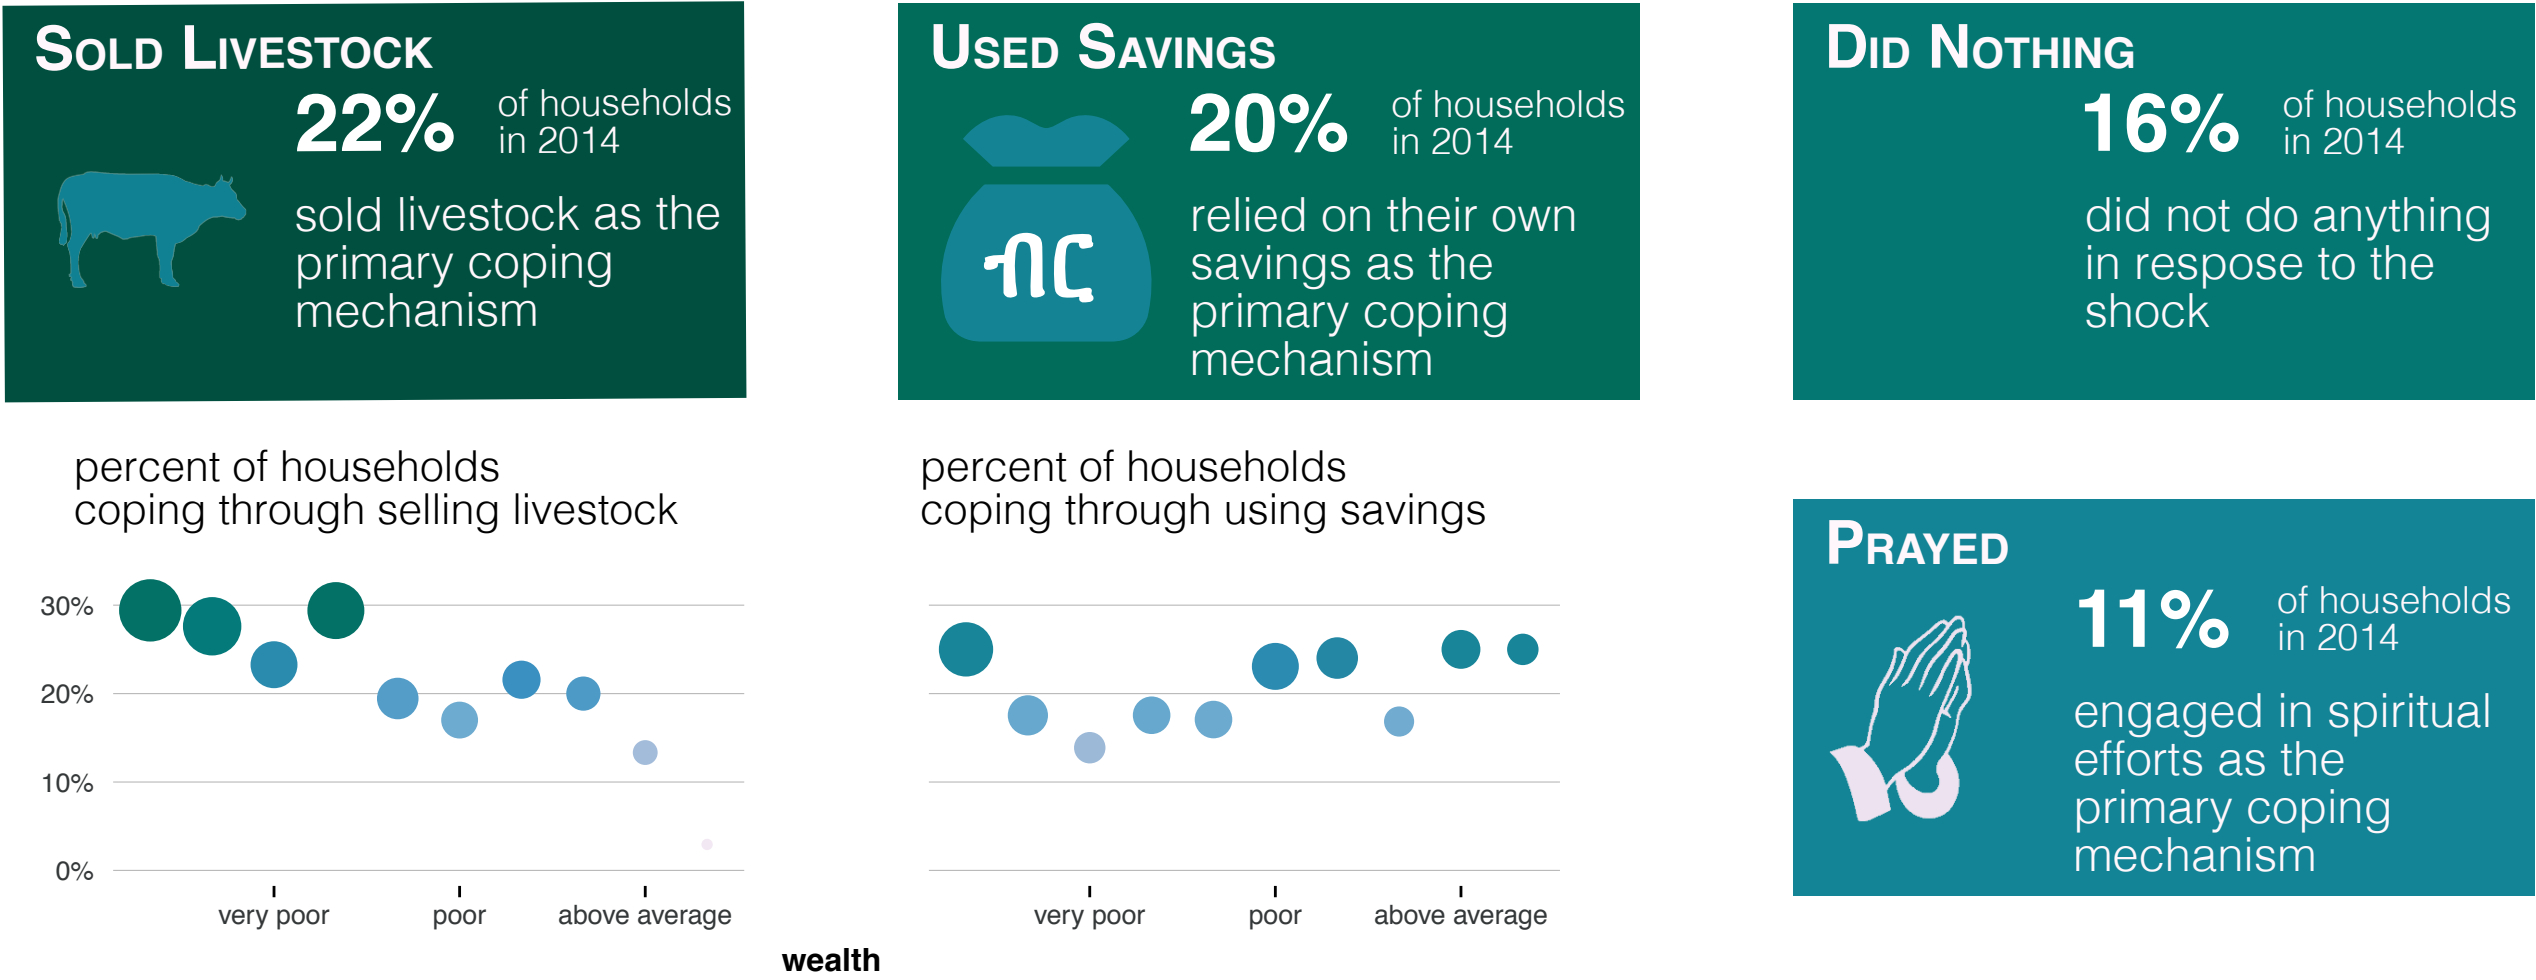 SOLD LIVESTOCK
22%
of households
in 2014
sold livestock as the
primary coping
mechanism
USED SAVINGS
20%
of households
in 2014
ብር
relied on their own
savings as the
primary coping
mechanism
DID NOTHING
16%
of households
in 2014
did not do anything
in respose to the
shock
percent of households
coping through selling livestock
30%
20%
10%
0%
very poor
poor
above average
percent of households
coping through using savings
very poor
poor
above average
wealth
PRAYED
11%
of households
in 2014
engaged in spiritual
efforts as the
primary coping
mechanism